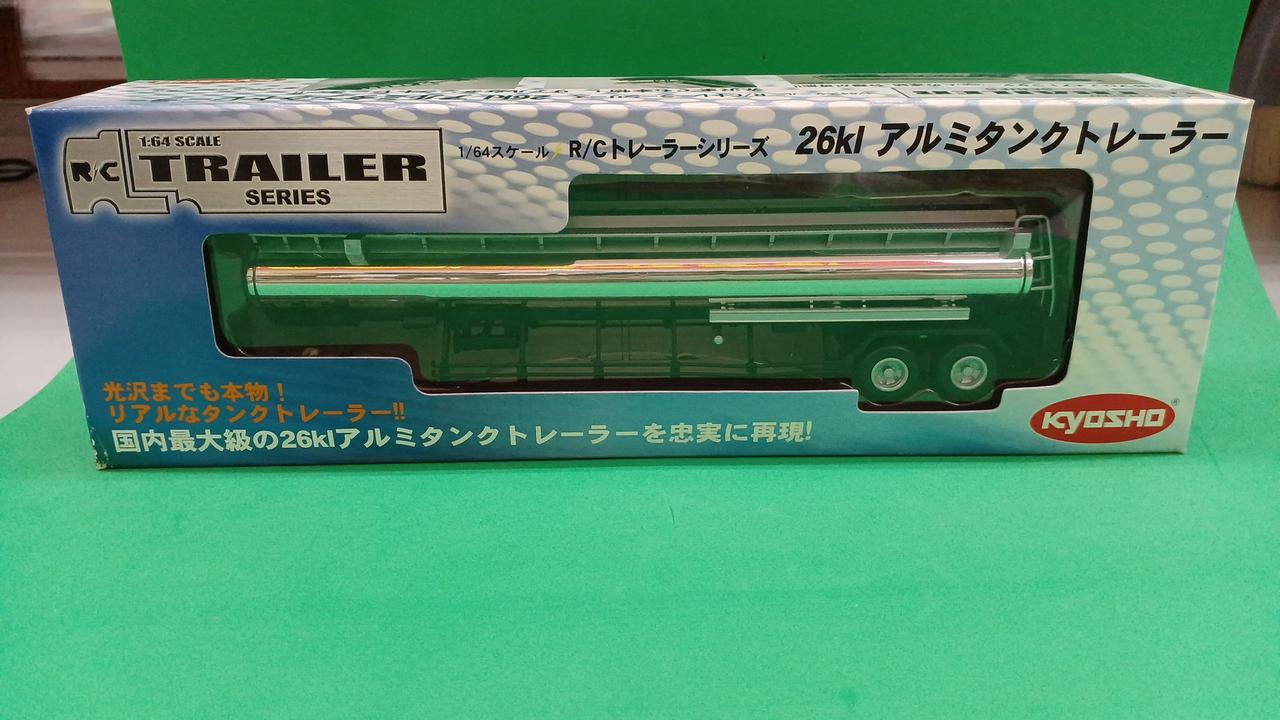 1:64 SCALE
R/C TRAILER
SERIES
1/64スケール R/Cトレーラーシリーズ 26kl アルミタンクトレーラー
光沢までも本物!
リアルなタンクトレーラー!!
国内最大級の26klアルミタンクトレーラーを忠実に再現!
KYOSHO®